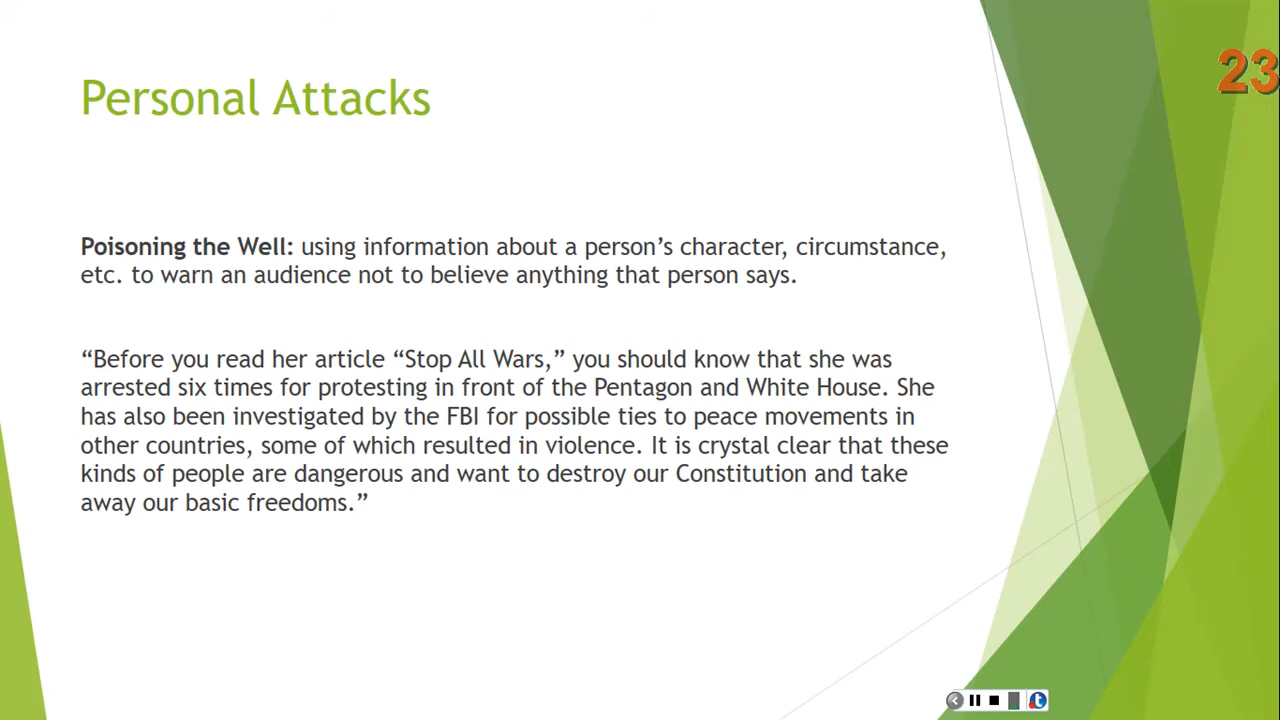 23
Personal Attacks
Poisoning the Well: using information about a person’s character, circumstance,
etc. to warn an audience not to believe anything that person says.
“Before you read her article “Stop All Wars,” you should know that she was
arrested six times for protesting in front of the Pentagon and White House. She
has also been investigated by the FBI for possible ties to peace movements in
other countries, some of which resulted in violence. It is crystal clear that these
kinds of people are dangerous and want to destroy our Constitution and take
away our basic freedoms.”
t